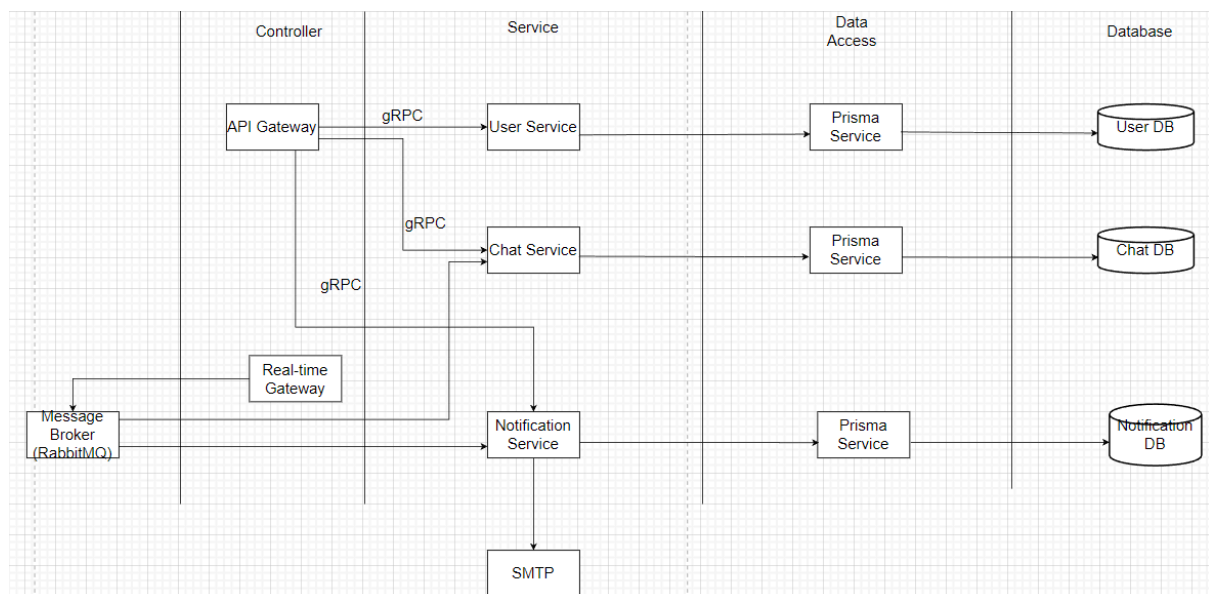 Controller
Service
Data
Access
Database
API Gateway
gRPC
User Service
Prisma
Service
User DB
gRPC
Chat Service
Prisma
Service
Chat DB
gRPC
Real-time
Gateway
Message
Broker
(RabbitMQ)
Notification
Service
Prisma
Service
Notification
DB
SMTP